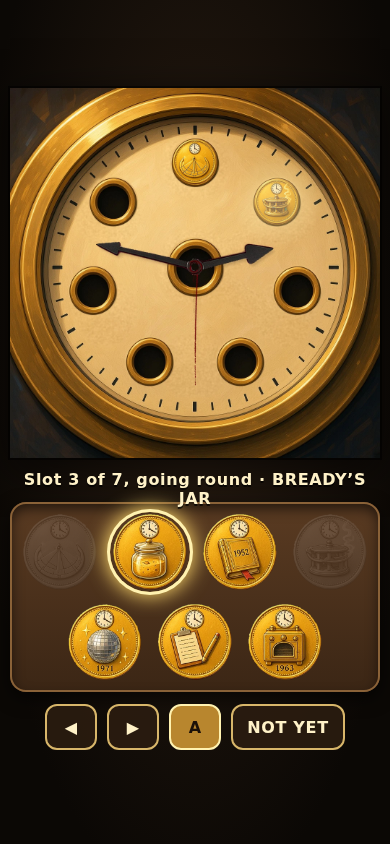 Slot 3 of 7, going round · BREADY’S
JAR
1952
1971
1963
◀
▶
A
NOT YET